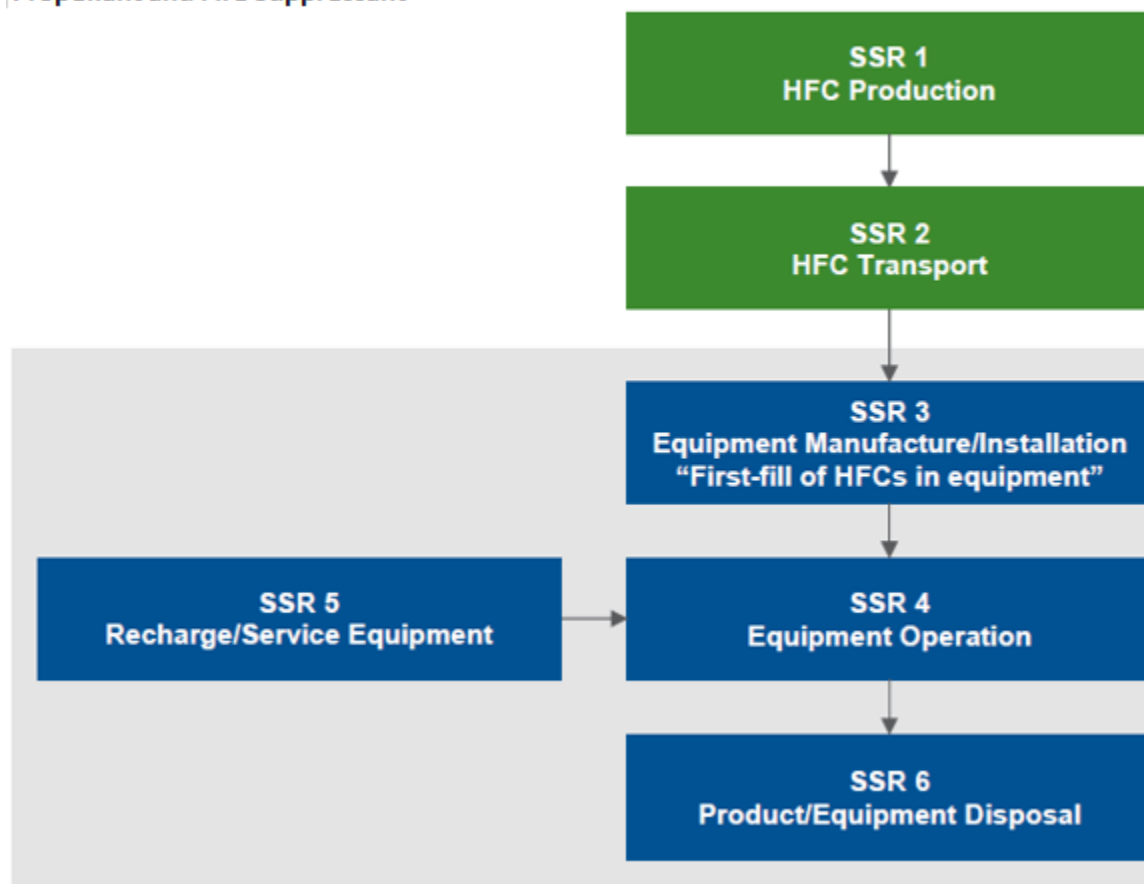 SSR 1
HFC Production
SSR 2
HFC Transport
SSR 3
Equipment Manufacture/Installation
“First-fill of HFCs in equipment”
SSR 5
Recharge/Service Equipment
SSR 4
Equipment Operation
SSR 6
Product/Equipment Disposal